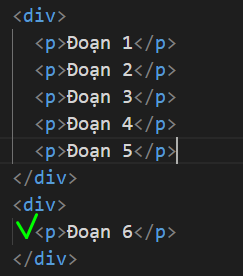 <div>
<p>Đoạn 1</p>
<p>Đoạn 2</p>
<p>Đoạn 3</p>
<p>Đoạn 4</p>
<p>Đoạn 5</p>
</div>
<div>
<p>Đoạn 6</p>
</div>